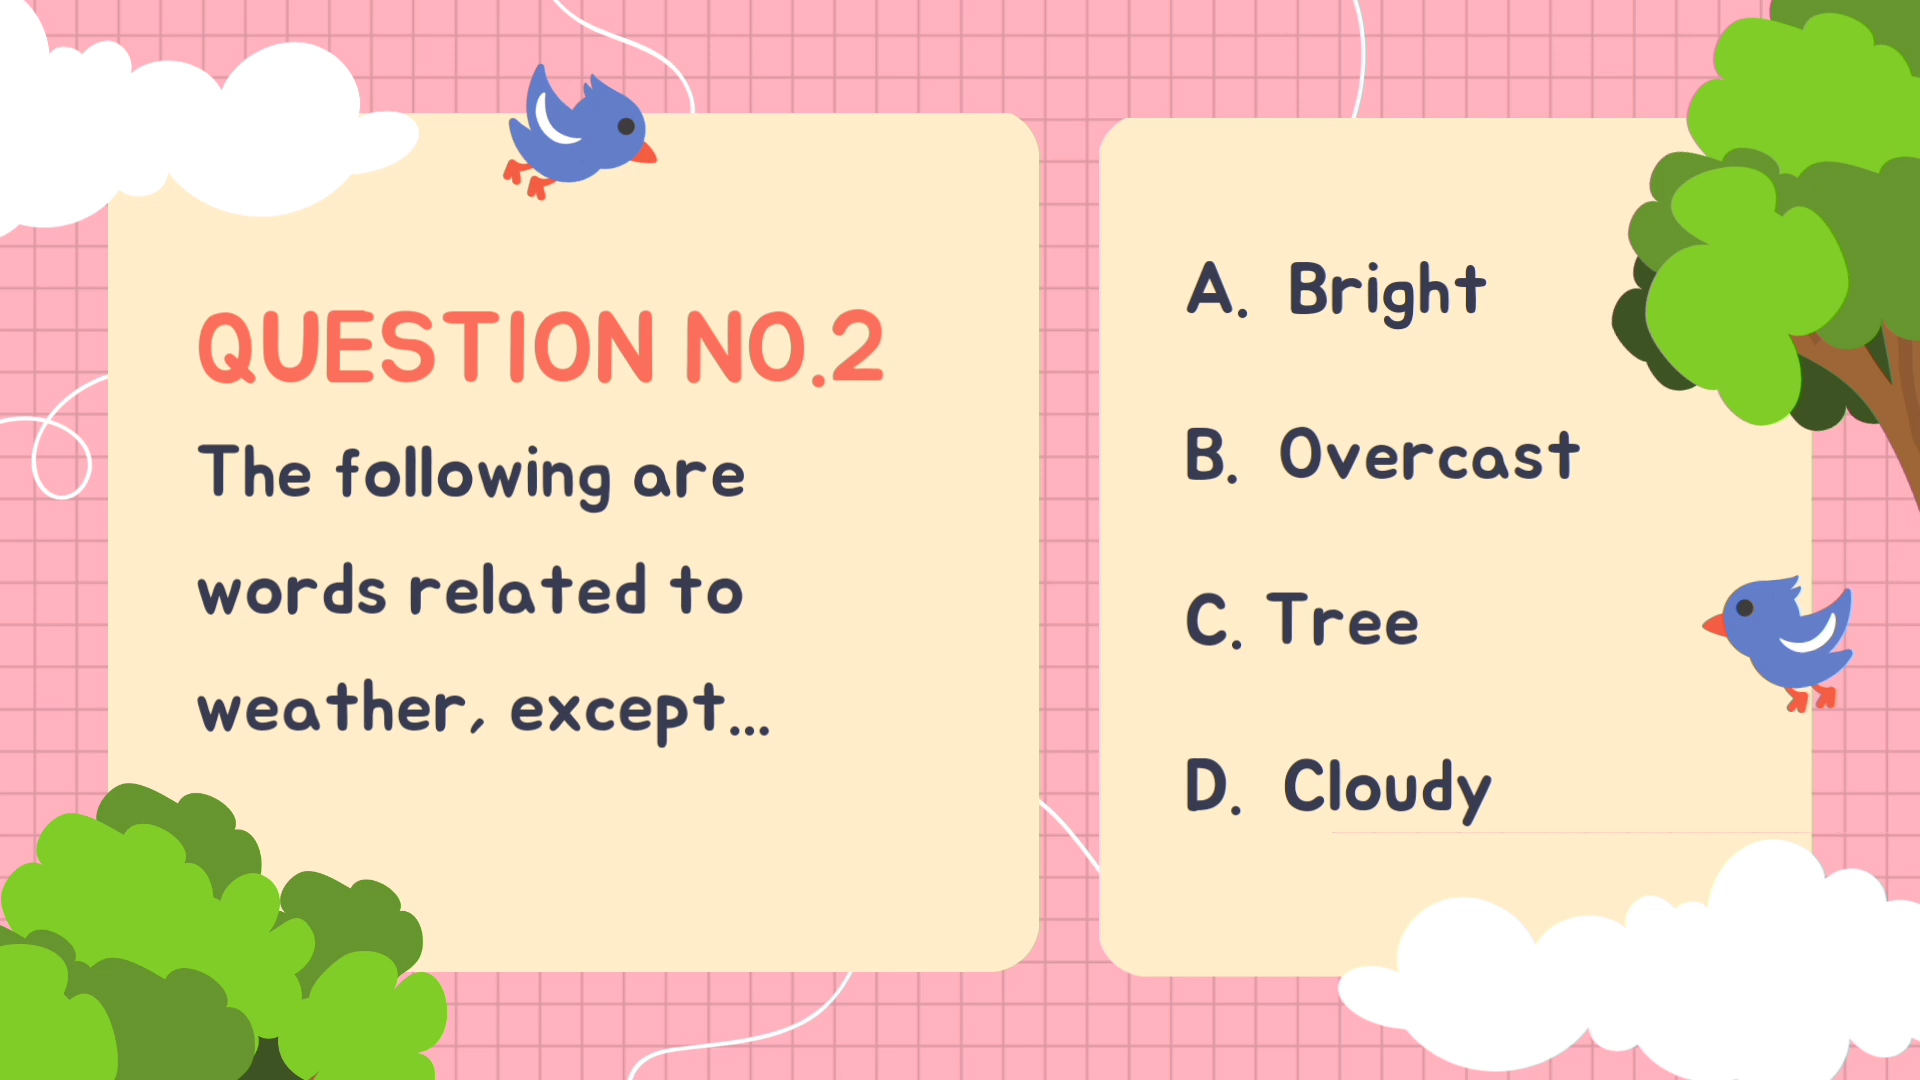 QUESTION NO.2
The following are
words related to
weather, except...
A. Bright
B. Overcast
C. Tree
D. Cloudy